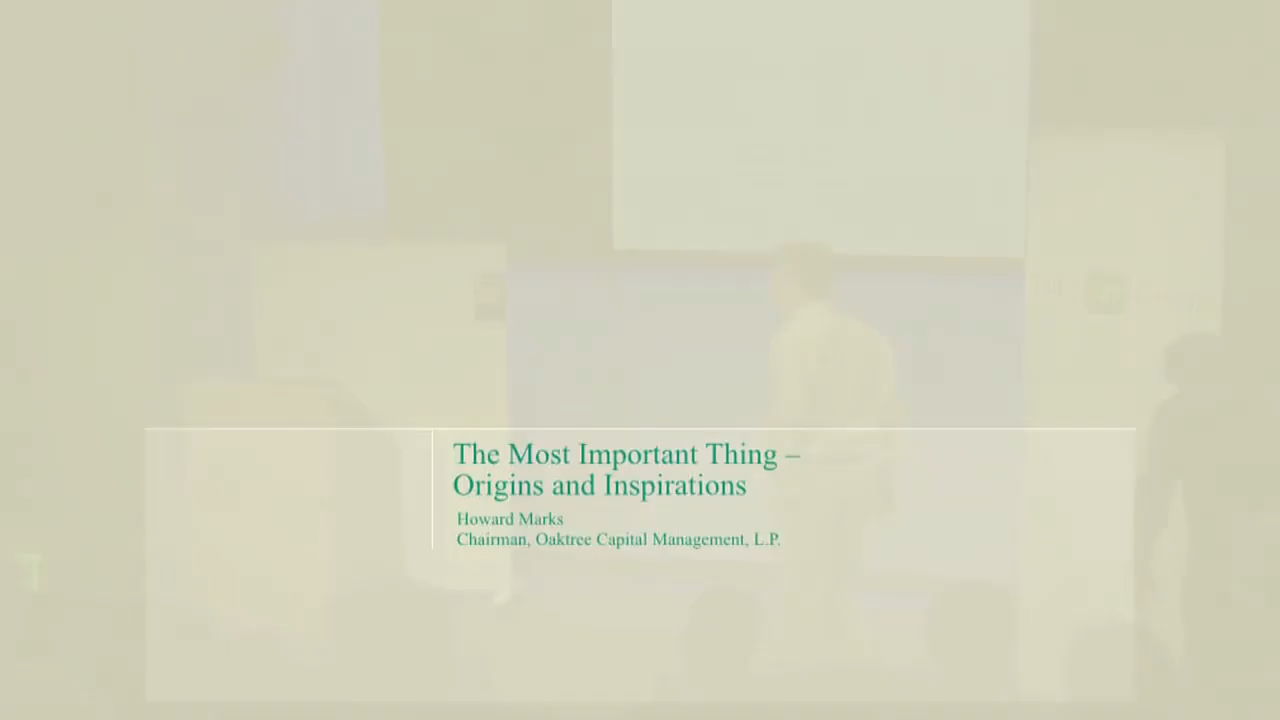 The Most Important Thing –
Origins and Inspirations
Howard Marks
Chairman, Oaktree Capital Management, L.P.